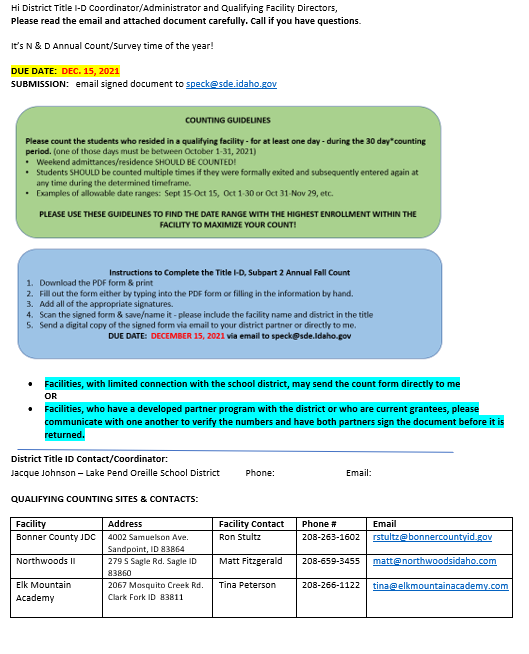 Hi District Title I-D Coordinator/Administrator and Qualifying Facility Directors,
Please read the email and attached document carefully. Call if you have questions.
It's N & D Annual Count/Survey time of the year!
DUE DATE: DEC. 15, 2021
SUBMISSION: email signed document to speck@sde.idaho.gov
COUNTING GUIDELINES
Please count the students who resided in a qualifying facility - for at least one day - during the 30 day*counting
period. (one of those days must be between October 1-31, 2021)
• Weekend admittances/residence SHOULD BE COUNTED!
• Students SHOULD be counted multiple times if they were formally exited and subsequently entered again at
any time during the determined timeframe.
• Examples of allowable date ranges: Sept 15-Oct 15, Oct 1-30 or Oct 31-Nov 29, etc.
PLEASE USE THESE GUIDELINES TO FIND THE DATE RANGE WITH THE HIGHEST ENROLLMENT WITHIN THE
FACILITY TO MAXIMIZE YOUR COUNT!
Instructions to Complete the Title I-D, Subpart 2 Annual Fall Count
1. Download the PDF form & print
2. Fill out the form either by typing into the PDF form or filling in the information by hand.
3. Add all of the appropriate signatures.
4. Scan the signed form & save/name it - please include the facility name and district in the title
5. Send a digital copy of the signed form via email to your district partner or directly to me.
DUE DATE: DECEMBER 15, 2021 via email to speck@sde.Idaho.gov
• Facilities, with limited connection with the school district, may send the count form directly to me
OR
• Facilities, who have a developed partner program with the district or who are current grantees, please
communicate with one another to verify the numbers and have both partners sign the document before it is
returned.
District Title ID Contact/Coordinator:
Jacque Johnson – Lake Pend Oreille School District Phone: Email:
QUALIFYING COUNTING SITES & CONTACTS:
Facility Address Facility Contact Phone # Email
Bonner County JDC 4002 Samuelson Ave. Ron Stultz 208-263-1602 rstultz@bonnercountyid.gov
Sandpoint, ID 83864
Northwoods II 279 S Sagle Rd. Sagle ID Matt Fitzgerald 208-659-3455 matt@northwoodsidaho.com
83860
Elk Mountain 2067 Mosquito Creek Rd. Tina Peterson 208-266-1122 tina@elkmountainacademy.com
Academy Clark Fork ID 83811